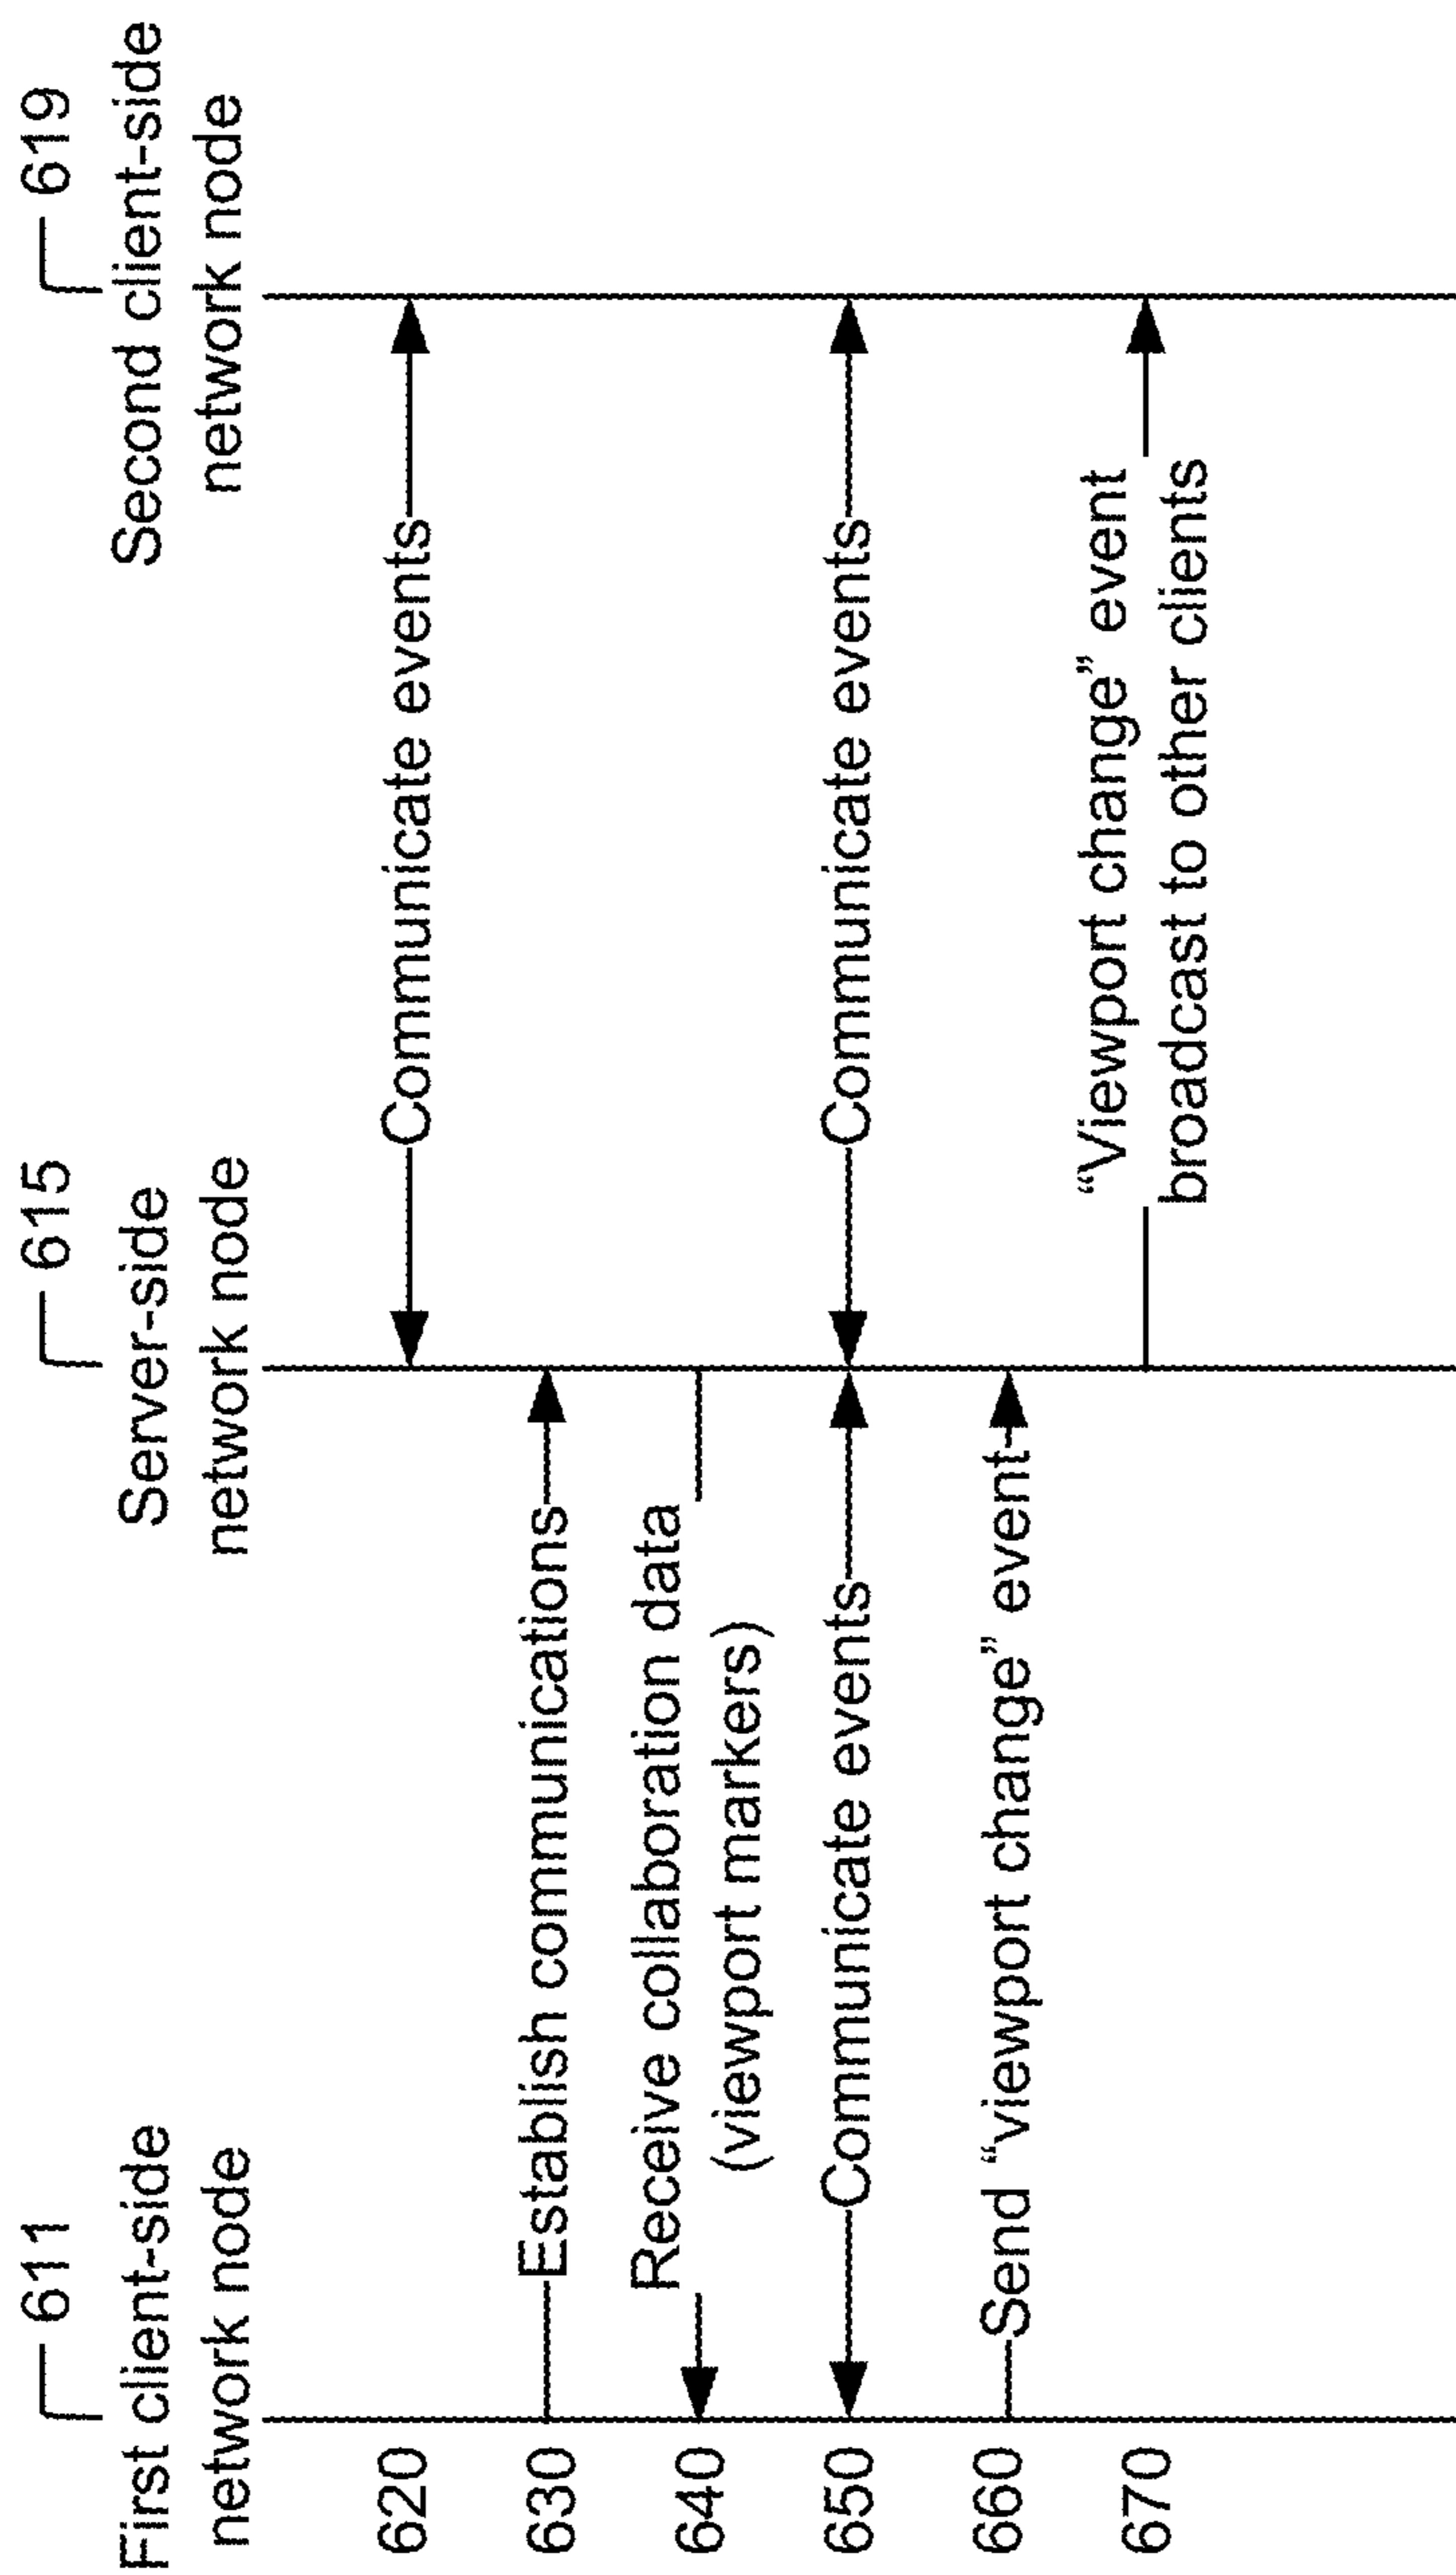 611
First client-side
network node
615
Server-side
network node
619
Second client-side
network node
620
Communicate events
630
Establish communications
640
Receive collaboration data
(viewport markers)
650
Communicate events
Communicate events
660
Send “viewport change” event
670
“Viewport change” event
broadcast to other clients